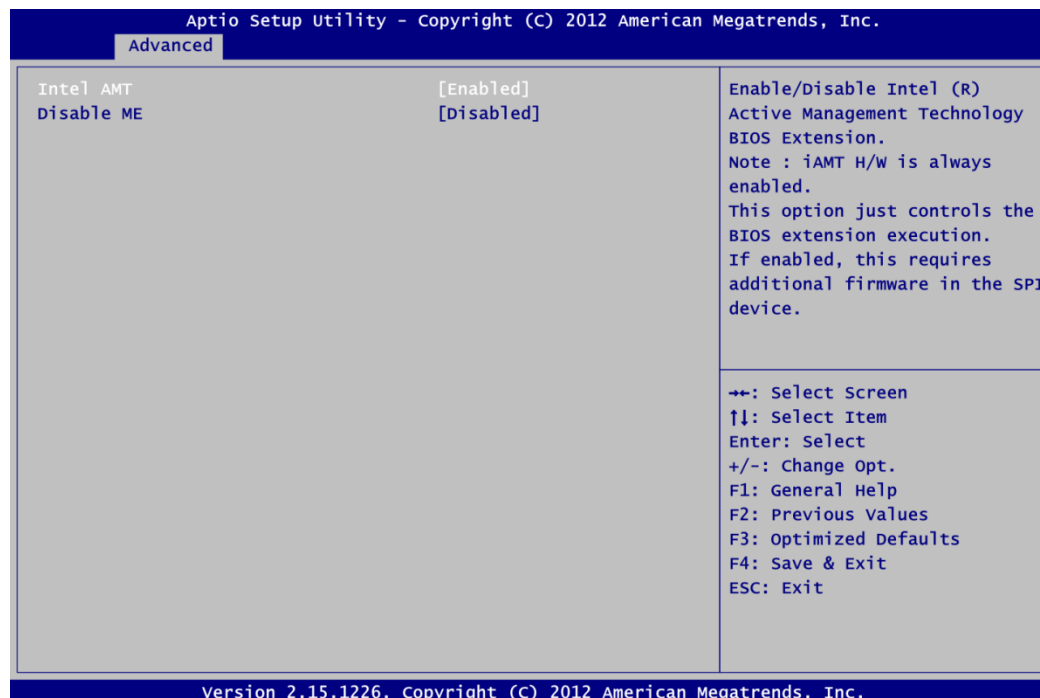 Aptio Setup Utility - Copyright (C) 2012 American Megatrends, Inc.
Advanced
Intel AMT [Enabled]
Disable ME [Disabled]
Enable/Disable Intel (R)
Active Management Technology
BIOS Extension.
Note : iAMT H/W is always
enabled.
This option just controls the
BIOS extension execution.
If enabled, this requires
additional firmware in the SPI
device.
→←: Select Screen
↑↓: Select Item
Enter: Select
+/-: Change Opt.
F1: General Help
F2: Previous Values
F3: Optimized Defaults
F4: Save & Exit
ESC: Exit
Version 2.15.1226. Copyright (C) 2012 American Megatrends, Inc.